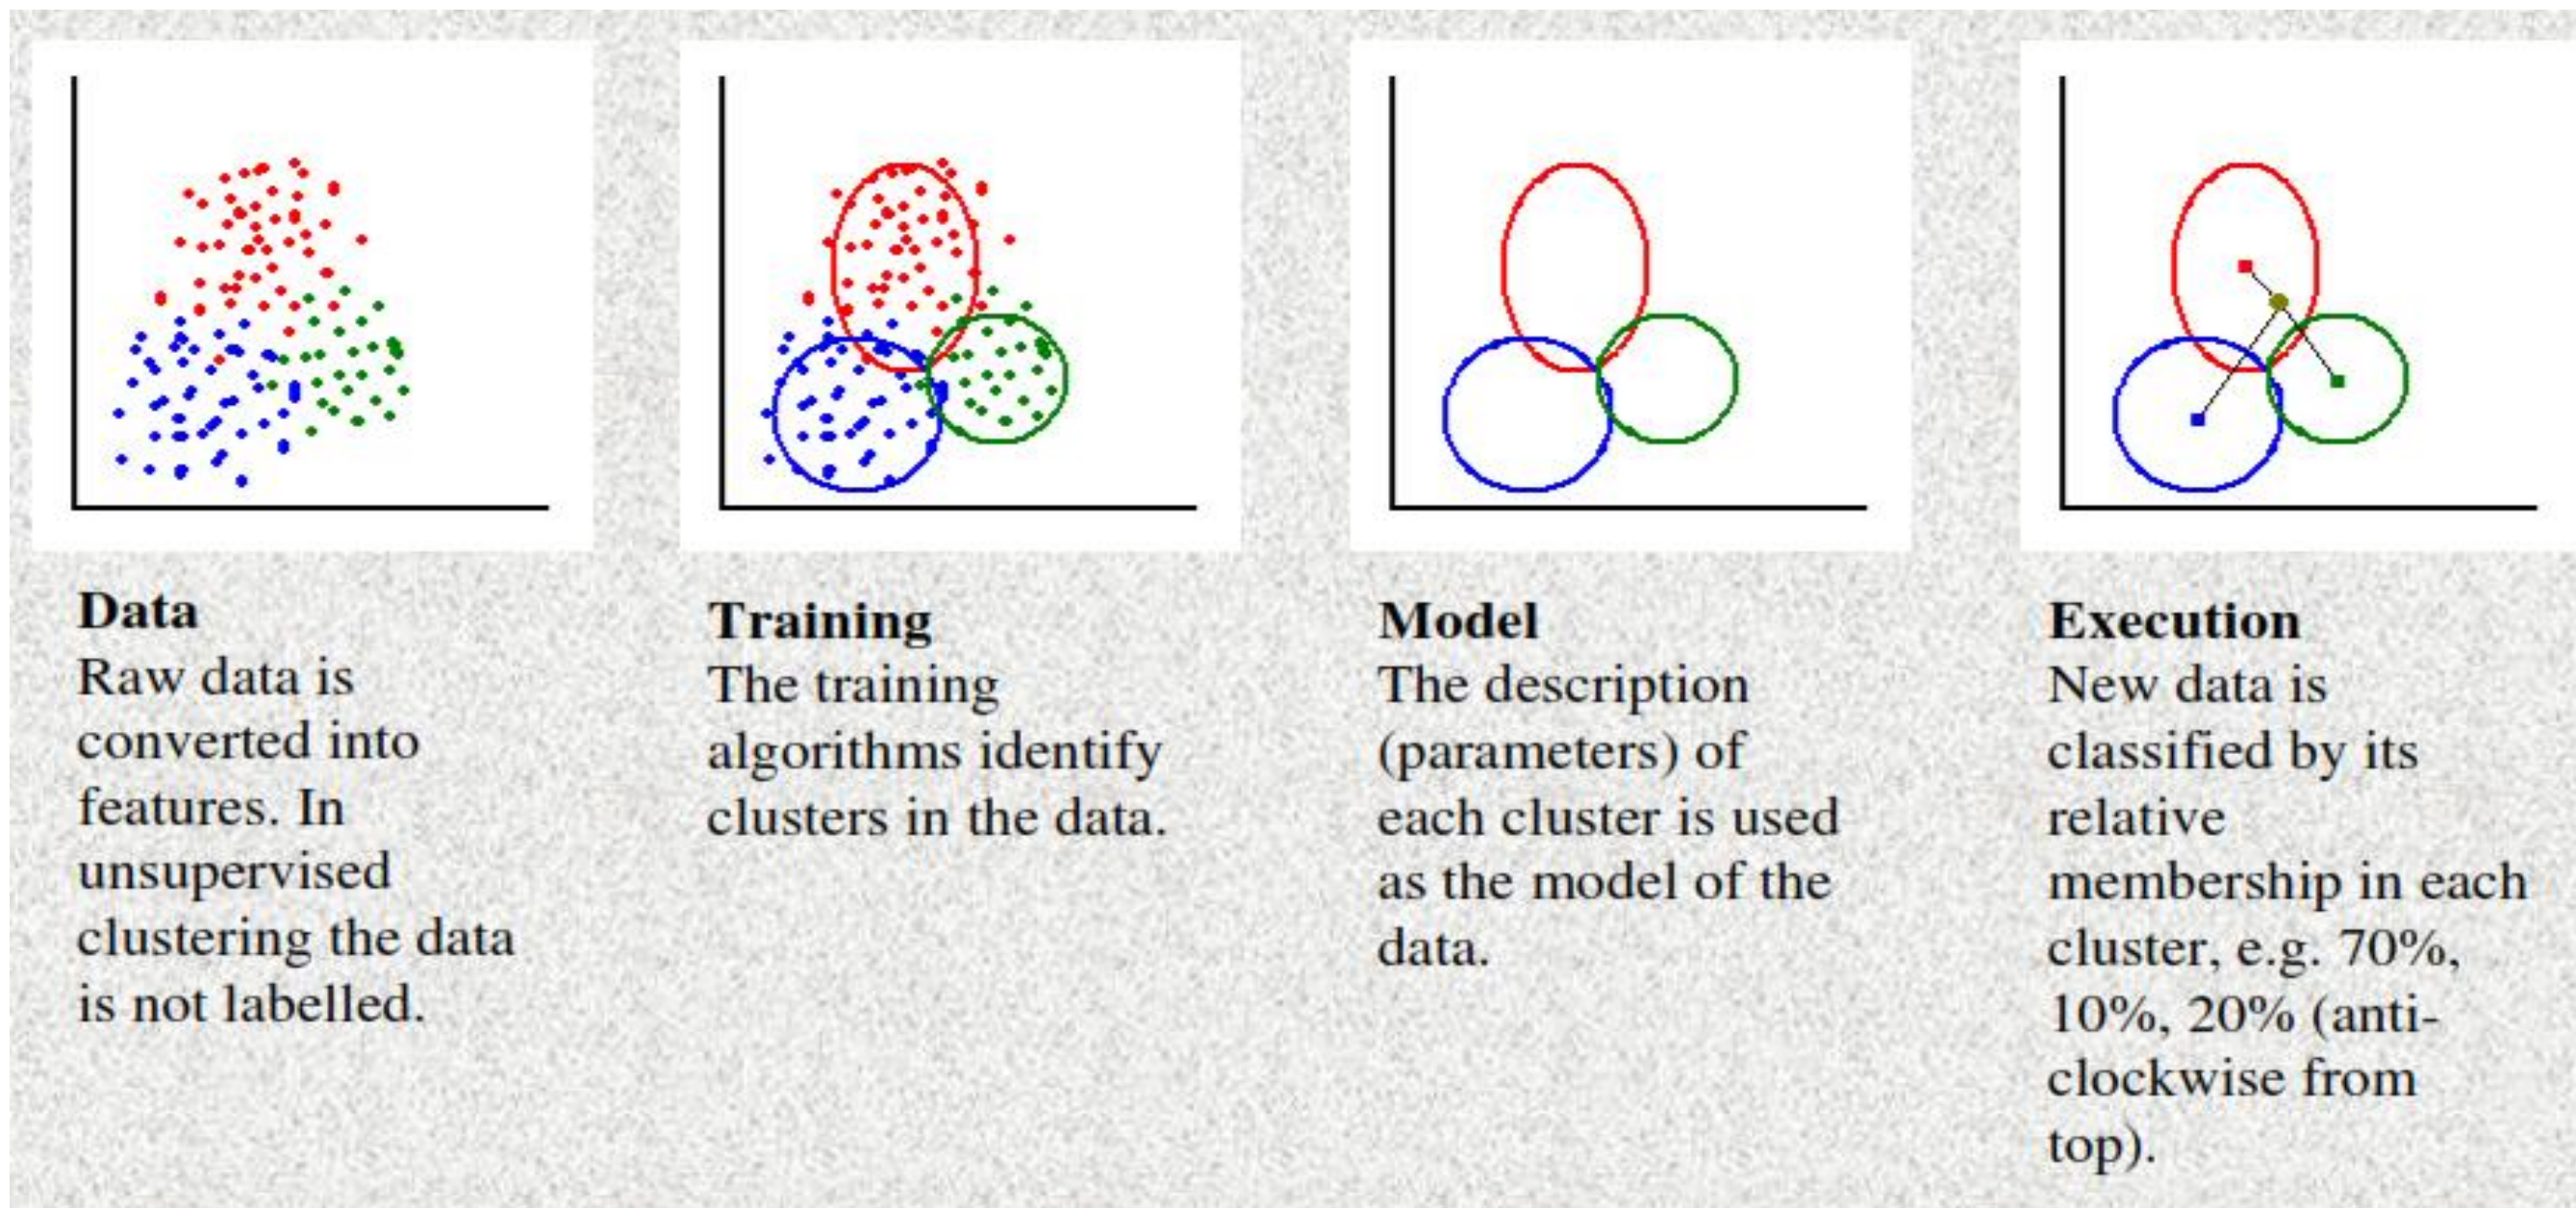 Data
Raw data is
converted into
features. In
unsupervised
clustering the data
is not labelled.
Training
The training
algorithms identify
clusters in the data.
Model
The description
(parameters) of
each cluster is used
as the model of the
data.
Execution
New data is
classified by its
relative
membership in each
cluster, e.g. 70%,
10%, 20% (anti-
clockwise from
top).